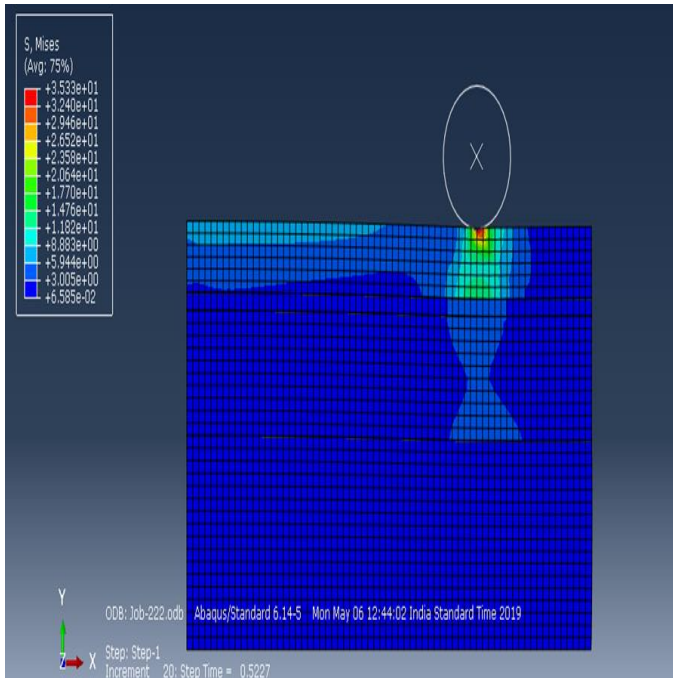 S, Mises
(Avg: 75%)
+3.533e+01
+3.240e+01
+2.946e+01
+2.652e+01
+2.358e+01
+2.064e+01
+1.770e+01
+1.476e+01
+1.182e+01
+8.883e+00
+5.944e+00
+3.005e+00
+6.585e-02
Y
Z X
ODB: Job-222.odb Abaqus/Standard 6.14-5 Mon May 06 12:44:02 India Standard Time 2019
Step: Step-1
Increment 20: Step Time = 0.5227